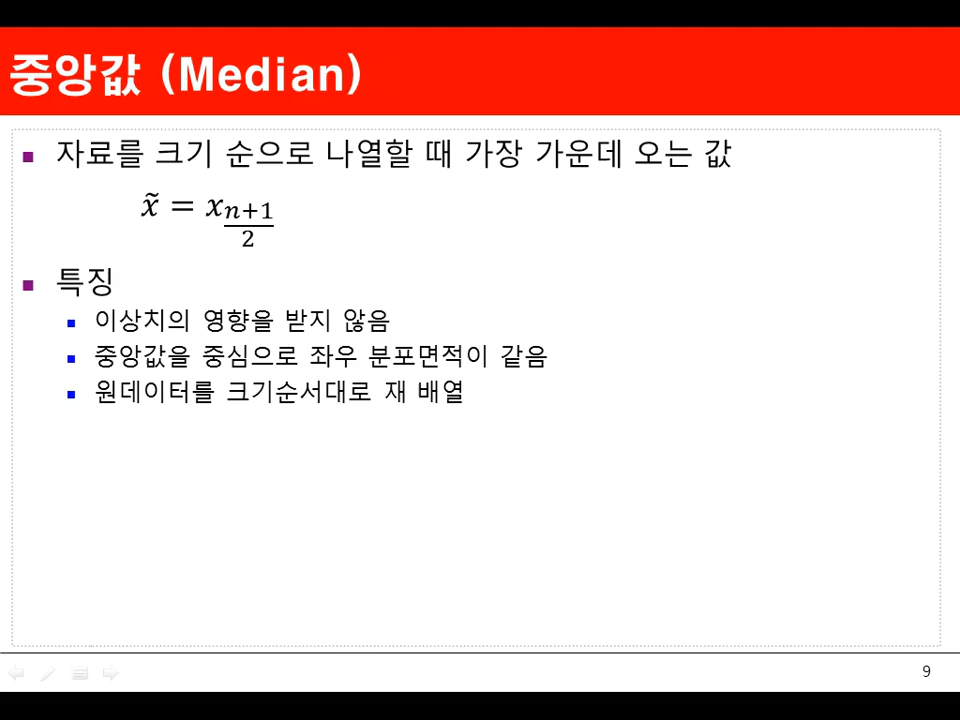 중앙값 (Median)
자료를 크기 순으로 나열할 때 가장 가운데 오는 값
x̃ = x_{\frac{n+1}{2}}
특징
이상치의 영향을 받지 않음
중앙값을 중심으로 좌우 분포면적이 같음
원데이터를 크기순서대로 재 배열
9